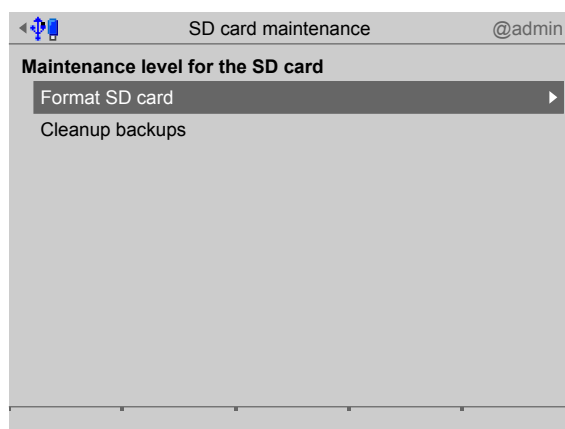 SD card maintenance @admin
Maintenance level for the SD card
Format SD card
Cleanup backups